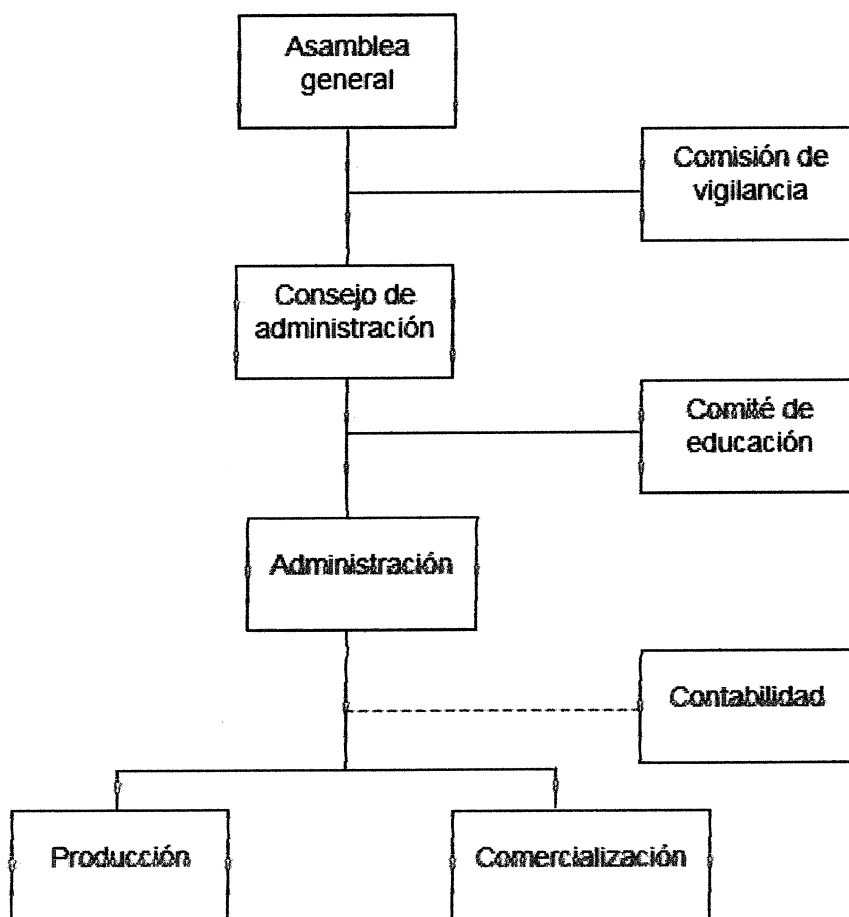 Asamblea
general
Comisión de
vigilancia
Consejo de
administración
Comité de
educación
Administración
Contabilidad
Producción
Comercialización